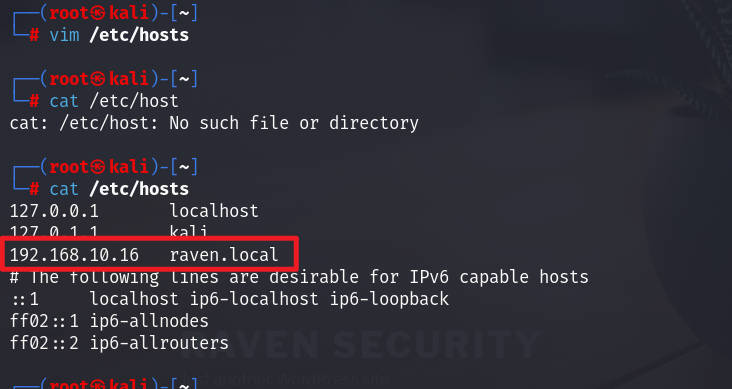 ┌──(root㉿kali)-[~]
└─# vim /etc/hosts
┌──(root㉿kali)-[~]
└─# cat /etc/host
cat: /etc/host: No such file or directory
┌──(root㉿kali)-[~]
└─# cat /etc/hosts
127.0.0.1       localhost
127.0.1.1       kali
192.168.10.16   raven.local
# The following lines are desirable for IPv6 capable hosts
::1     localhost ip6-localhost ip6-loopback
ff02::1 ip6-allnodes
ff02::2 ip6-allrouters
RAVEN SECURITY